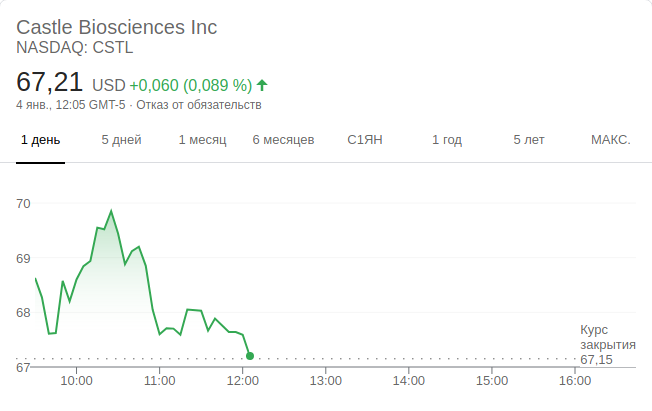 Castle Biosciences Inc
NASDAQ: CSTL
67,21 USD +0,060 (0,089 %)
4 янв., 12:05 GMT-5 · Отказ от обязательств
1 день 5 дней 1 месяц 6 месяцев С1ЯН 1 год 5 лет МАКС.
70
69
68
67
Курс
закрытия
67,15
10:00 11:00 12:00 13:00 14:00 15:00 16:00